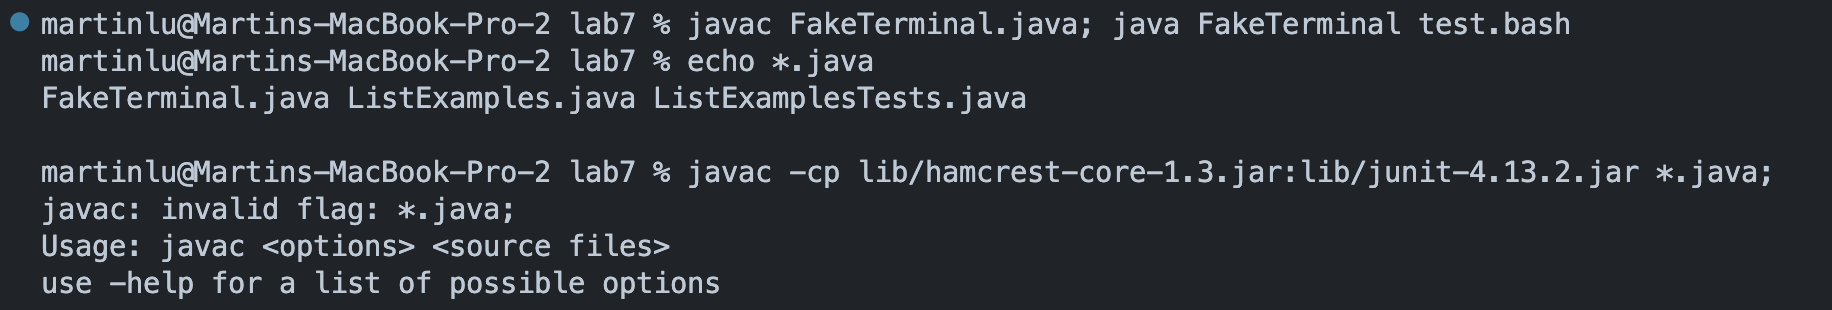 martinlu@Martins-MacBook-Pro-2 lab7 % javac FakeTerminal.java; java FakeTerminal test.bash
martinlu@Martins-MacBook-Pro-2 lab7 % echo *.java
FakeTerminal.java ListExamples.java ListExamplesTests.java
martinlu@Martins-MacBook-Pro-2 lab7 % javac -cp lib/hamcrest-core-1.3.jar:lib/junit-4.13.2.jar *.java;
javac: invalid flag: *.java;
Usage: javac <options> <source files>
use -help for a list of possible options